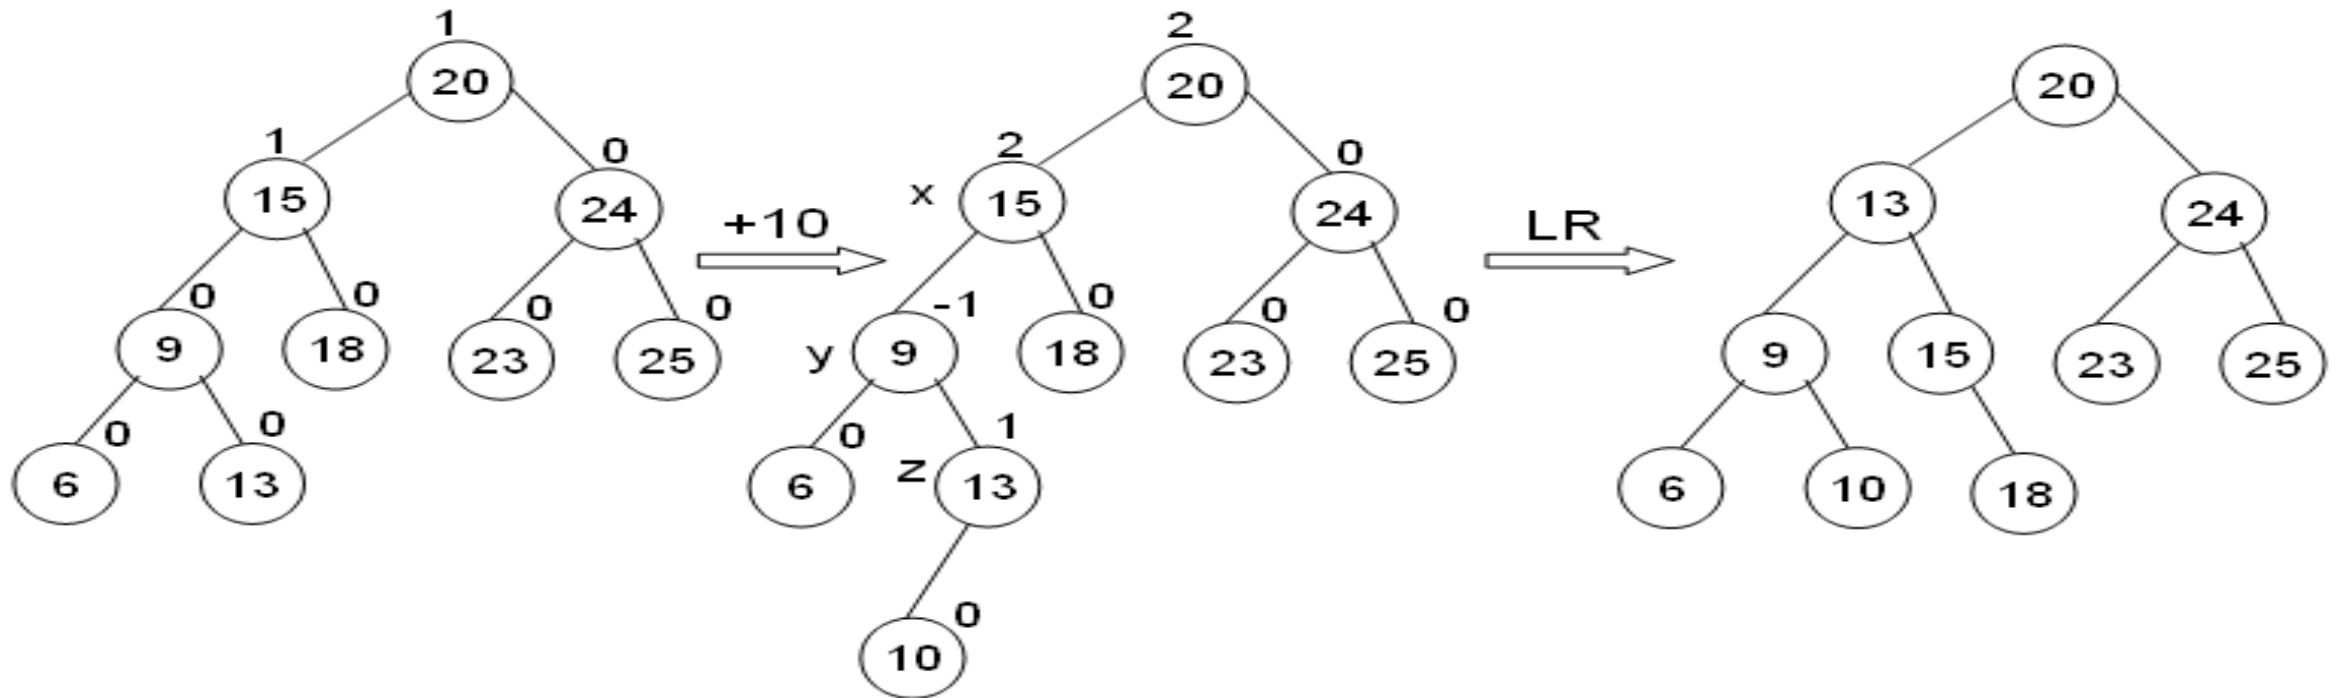 1 2
20 20 20
1 0 2 0
15 24 +10 x 15 24 LR 13 24
0 0 0 0 -1 0 0 0
9 18 23 25 y 9 18 23 25 9 15 23 25
0 0 0 1
6 13 6 z 13 6 10 18
0
10